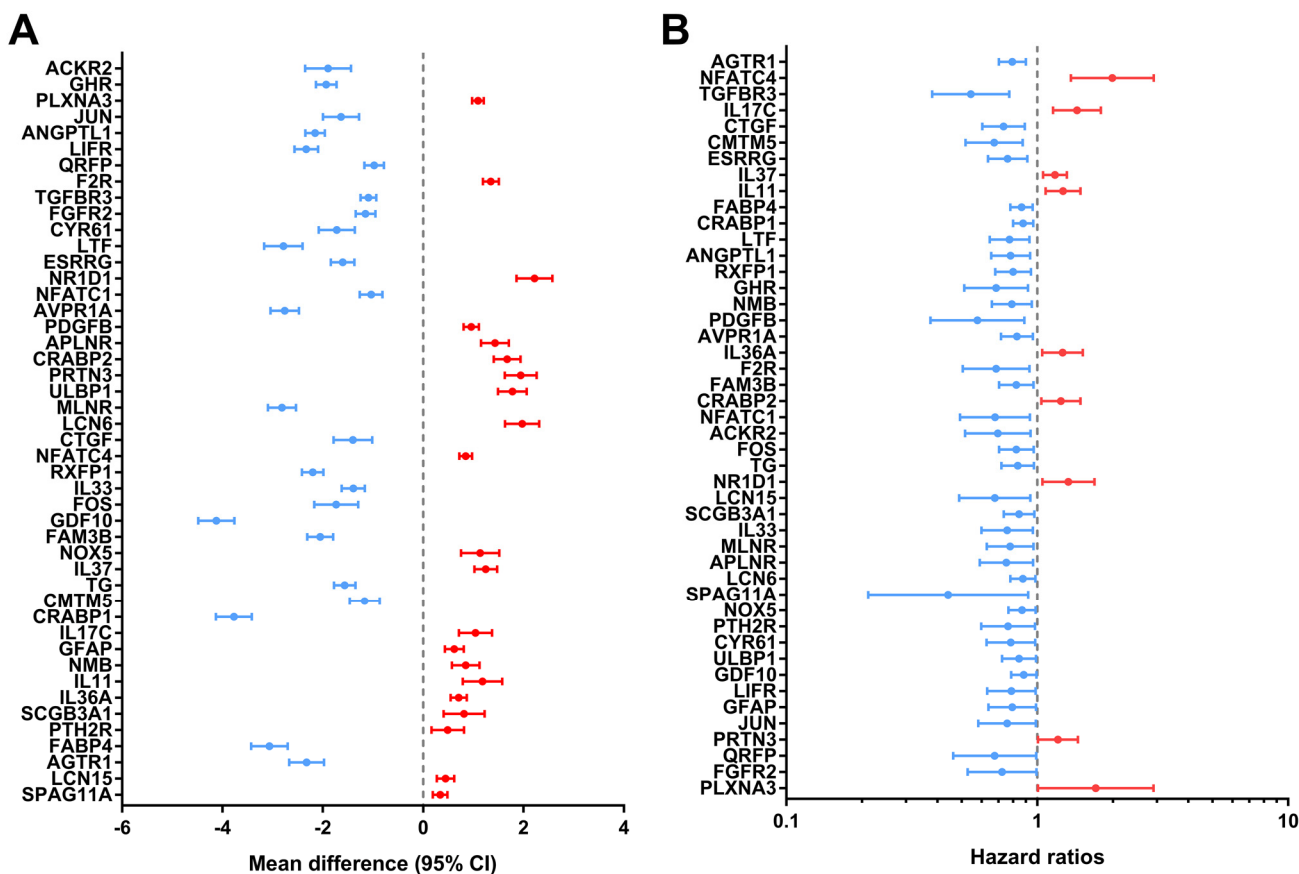 A
ACKR2
GHR
PLXNA3
JUN
ANGPTL1
LIFR
QRFP
F2R
TGFBR3
FGFR2
CYR61
LTF
ESRRG
NR1D1
NFATC1
AVPR1A
PDGFB
APLNR
CRABP2
PRTN3
ULBP1
MLNR
LCN6
CTGF
NFATC4
RXFP1
IL33
FOS
GDF10
FAM3B
NOX5
IL37
TG
CMTM5
CRABP1
IL17C
GFAP
NMB
IL11
IL36A
SCGB3A1
PTH2R
FABP4
AGTR1
LCN15
SPAG11A
-6 -4 -2 0 2 4
Mean difference (95% CI)
B
AGTR1
NFATC4
TGFBR3
IL17C
CTGF
CMTM5
ESRRG
IL37
IL11
FABP4
CRABP1
LTF
ANGPTL1
RXFP1
GHR
NMB
PDGFB
AVPR1A
IL36A
F2R
FAM3B
CRABP2
NFATC1
ACKR2
FOS
TG
NR1D1
LCN15
SCGB3A1
IL33
MLNR
APLNR
LCN6
SPAG11A
NOX5
PTH2R
CYR61
ULBP1
GDF10
LIFR
GFAP
JUN
PRTN3
QRFP
FGFR2
PLXNA3
0.1 1 10
Hazard ratios